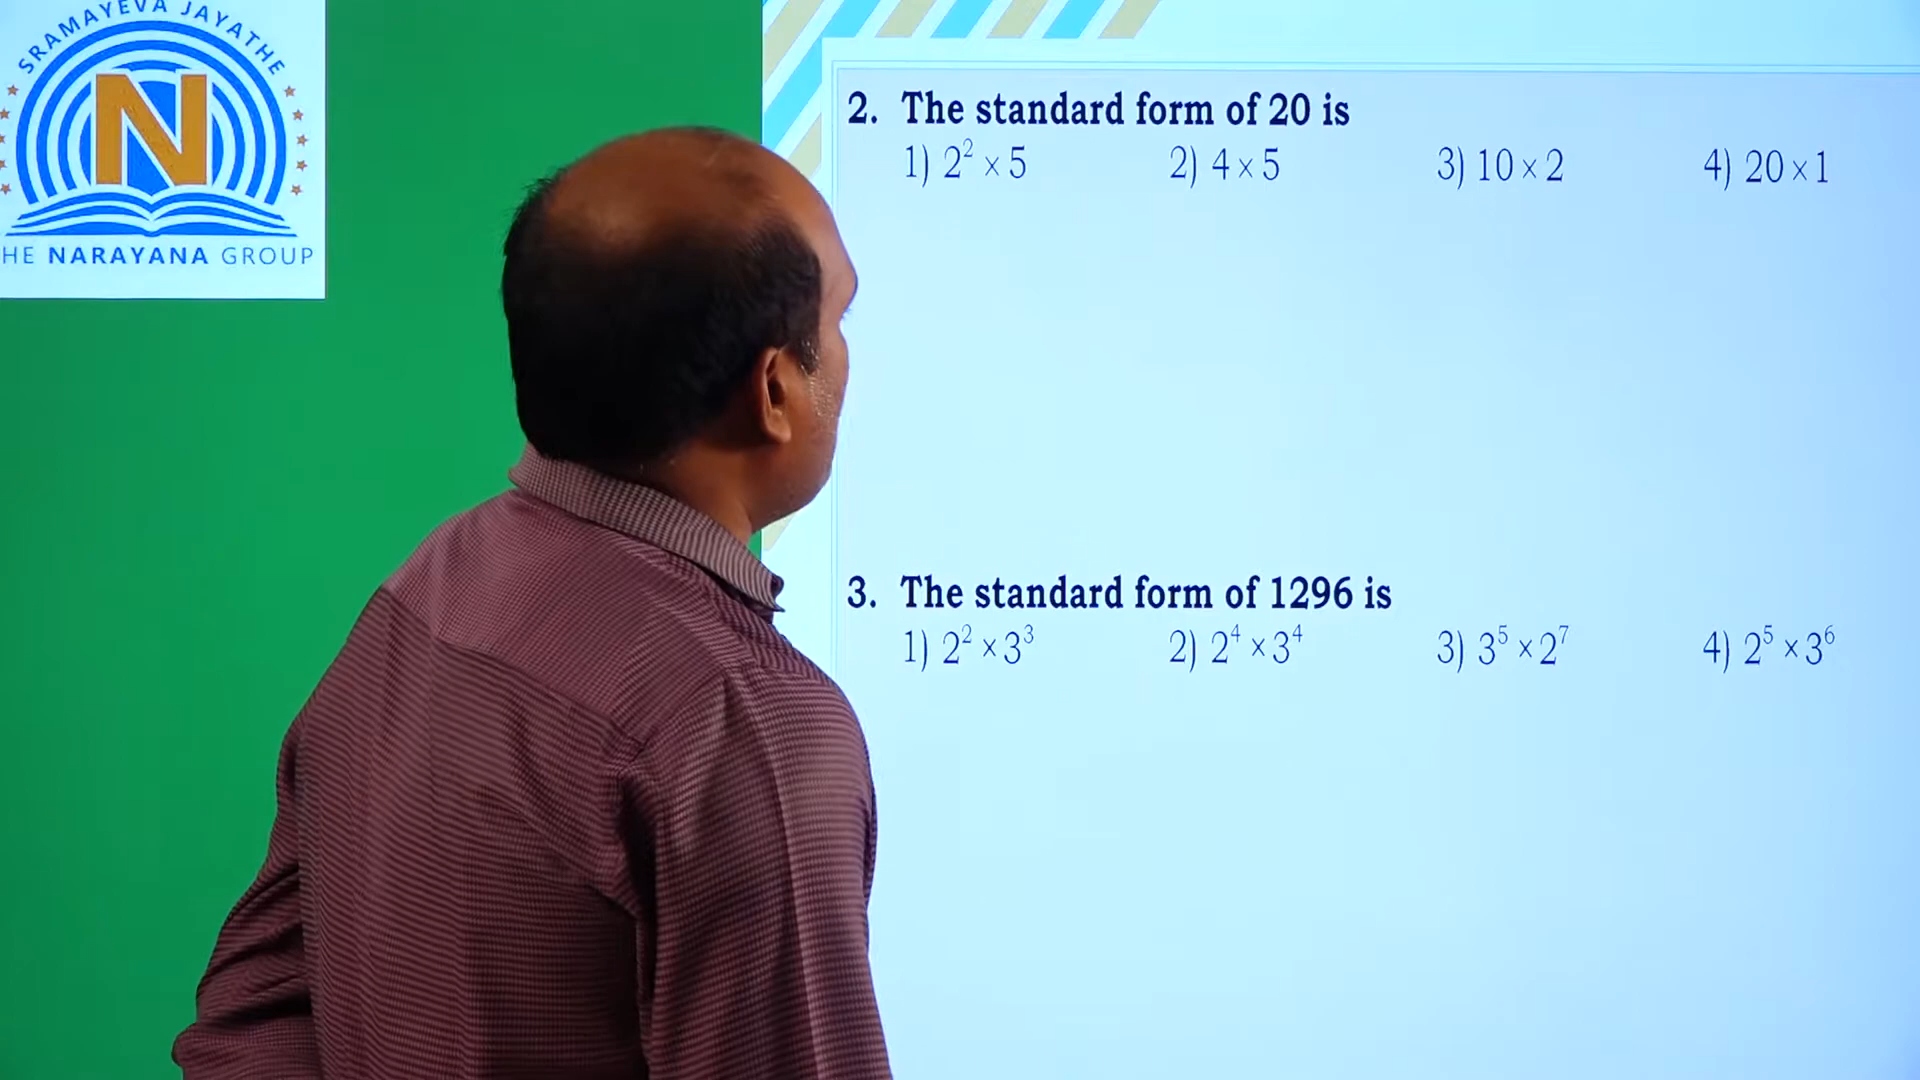 SRAMAYEVA JAYATHE
N
HE NARAYANA GROUP
2. The standard form of 20 is
1) 2² × 5 2) 4 × 5 3) 10 × 2 4) 20 × 1
3. The standard form of 1296 is
1) 2² × 3³ 2) 2⁴ × 3⁴ 3) 3⁵ × 2⁷ 4) 2⁵ × 3⁶